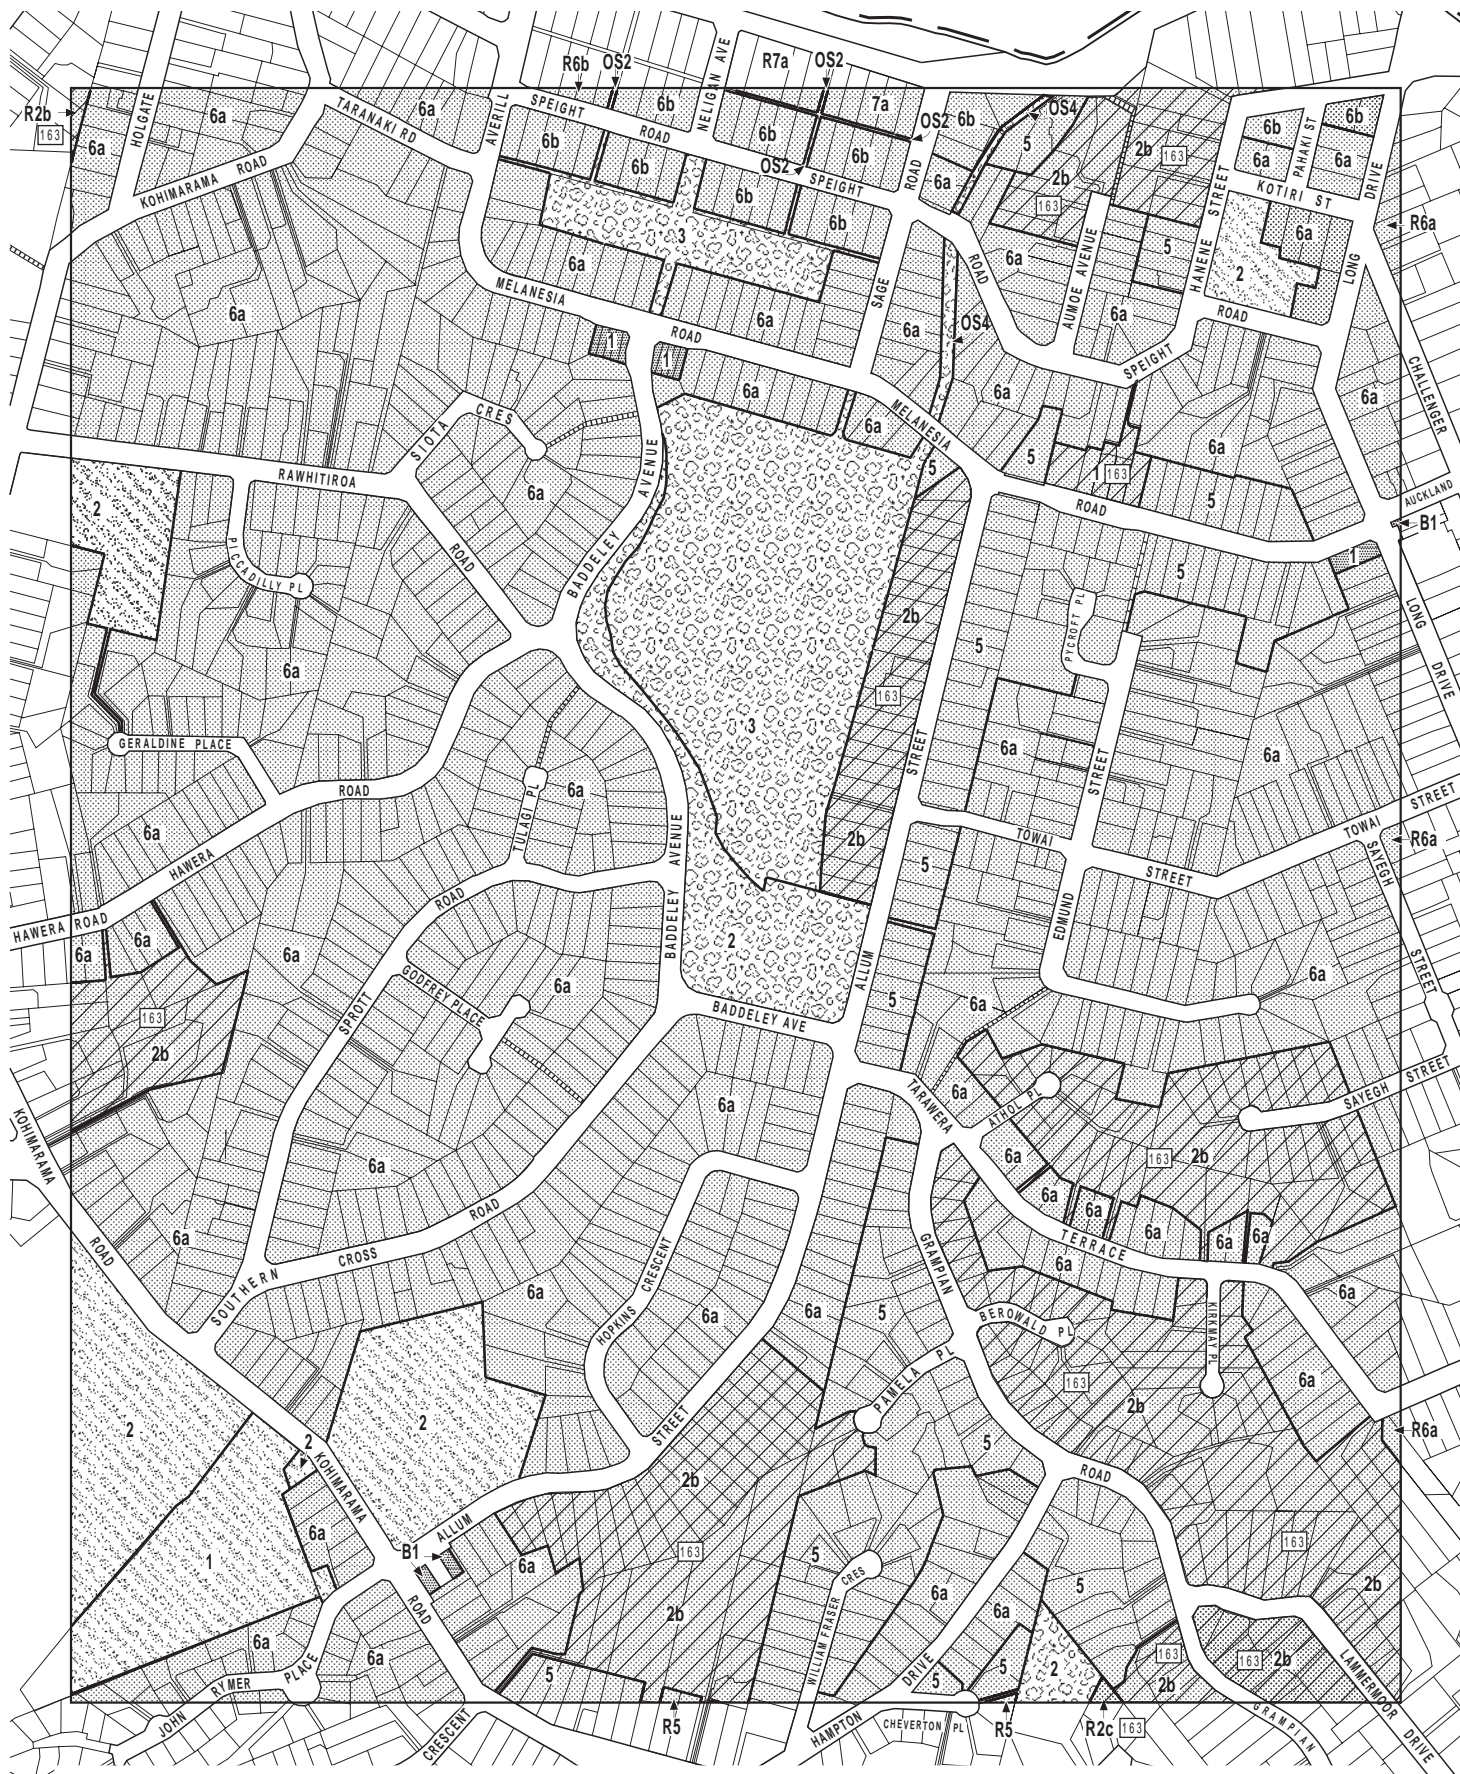 NELIGAN AVE
R6b
OS2
R7a
OS2
R2b
163
HOLGATE
6a
TARANAKI RD
6a
AVERILL
SPEIGHT
ROAD
6b
7a
OS2
6b
OS4
5
2b
163
6b
6b
PAHAKI ST
6a
6a
DRIVE
6a
KOHIMARAMA ROAD
6b
6b
6b
6b
OS2
SPEIGHT
ROAD
6a
2b
163
KOTIRI ST
R6a
6b
6b
3
6a
MELANESIA
ROAD
6a
SAGE
ROAD
6a
6a
OS4
AUMOE AVENUE
5
6a
HANENE STREET
2
6a
LONG
ROAD
SPEIGHT
6a
1
1
6a
6a
MELANESIA
6a
6a
CHALLENGER
SIOTA
CRES
RAWHITIROA
ROAD
6a
AVENUE
BADDELEY
5
5
1
163
6a
5
ROAD
AUCKLAND
B1
1
2
PICCADILLY PL
5
PYCROFT PL
LONG
DRIVE
2b
5
6a
163
3
GERALDINE PLACE
ROAD
HAWERA
6a
TULAGI PL
6a
STREET
6a
STREET
6a
TOWAI
STREET
TOWAI
STREET
R6a
SAYEGH
STREET
2b
5
HAWERA ROAD
6a
6a
ROAD
BADDELEY
AVENUE
EDMUND
6a
2
ALLUM
5
6a
6a
GODFREY PLACE
6a
SPROTT
163
2b
BADDELEY AVE
KOHIMARAMA
ROAD
6a
TARAWERA
6a
ATHOL PL
SAYEGH STREET
6a
163
2b
6a
6a
6a
6a
6a
6a
TERRACE
6a
6a
6a
SOUTHERN
CROSS
ROAD
GRAMPIAN
6a
HOPKINS
CRESCENT
6a
6a
5
BEROWALD PL
KIRKMAY PL
PAMELA PL
163
2b
6a
2
2
2
KOHIMARAMA
STREET
5
ROAD
R6a
2b
6a
1
B1
ALLUM
6a
163
5
CRES
6a
5
163
2b
ROAD
2b
6a
WILLIAM FRASER
6a
6a
6a
JOHN
RYMER
PLACE
5
DRIVE
5
5
2
163
2b
163
2b
LAMMERMOOR
CRESCENT
R5
HAMPTON
CHEVERTON PL
R5
R2c
163
GRAMPIAN
DRIVE